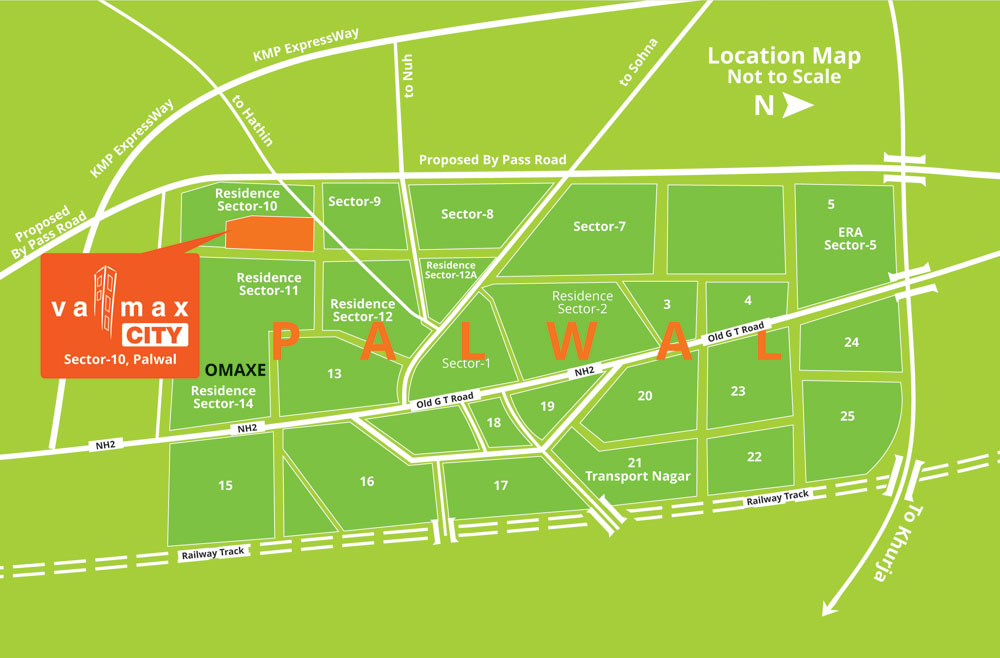 Location Map
Not to Scale
N
KMP ExpressWay
KMP ExpressWay
to Hathin
to Nuh
to Sohna
Proposed By Pass Road
Proposed
By Pass Road
Residence
Sector-10
Sector-9
Sector-8
Sector-7
5
ERA
Sector-5
Residence
Sector-11
Residence
Sector-12
Residence
Sector-12A
Residence
Sector-2
3
4
valmax
CITY
Sector-10, Palwal
PALWAL
OMAXE
Residence
Sector-14
13
Sector-1
Old G T Road
24
NH2
NH2
Old G T Road
NH2
18
19
20
23
25
15
16
17
21
Transport Nagar
22
Railway Track
Railway Track
To Khurja